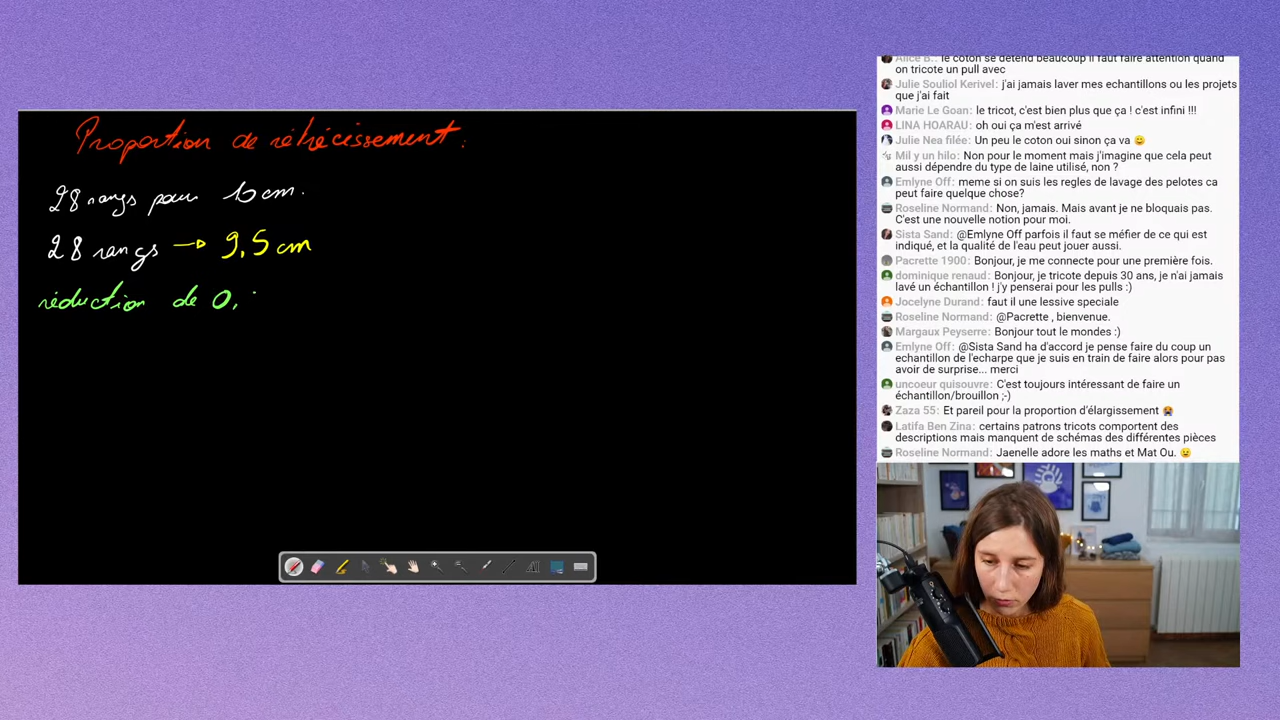 Proportion de rétrécissement :
28 rangs pour 10 cm.
28 rangs → 9,5 cm
réduction de 0,
Alice B.: le coton se détend beaucoup il faut faire attention quand
on tricote un pull avec
Julie Souliol Kerivel: j'ai jamais laver mes echantillons ou les projets
que j'ai fait
Marie Le Goan: le tricot, c'est bien plus que ça ! c'est infini !!!
LINA HOARAU: oh oui ça m'est arrivé
Julie Nea filée: Un peu le coton oui sinon ça va 😄
Mil y un hilo: Non pour le moment mais j'imagine que cela peut
aussi dépendre du type de laine utilisé, non ?
Emlyne Off: meme si on suis les regles de lavage des pelotes ca
peut faire quelque chose?
Roseline Normand: Non, jamais. Mais avant je ne bloquais pas.
C'est une nouvelle notion pour moi.
Sista Sand: @Emlyne Off parfois il faut se méfier de ce qui est
indiqué, et la qualité de l'eau peut jouer aussi.
Pacrette 1900: Bonjour, je me connecte pour une première fois.
dominique renaud: Bonjour, je tricote depuis 30 ans, je n'ai jamais
lavé un échantillon ! j'y penserai pour les pulls :)
Jocelyne Durand: faut il une lessive speciale
Roseline Normand: @Pacrette , bienvenue.
Margaux Peyserre: Bonjour tout le mondes :)
Emlyne Off: @Sista Sand ha d'accord je pense faire du coup un
echantillon de l'echarpe que je suis en train de faire alors pour pas
avoir de surprise... merci
uncoeur quisouvre: C'est toujours intéressant de faire un
échantillon/brouillon ;-)
Zaza 55: Et pareil pour la proportion d'élargissement 😭
Latifa Ben Zina: certains patrons tricots comportent des
descriptions mais manquent de schémas des différentes pièces
Roseline Normand: Jaenelle adore les maths et Mat Ou. 😉